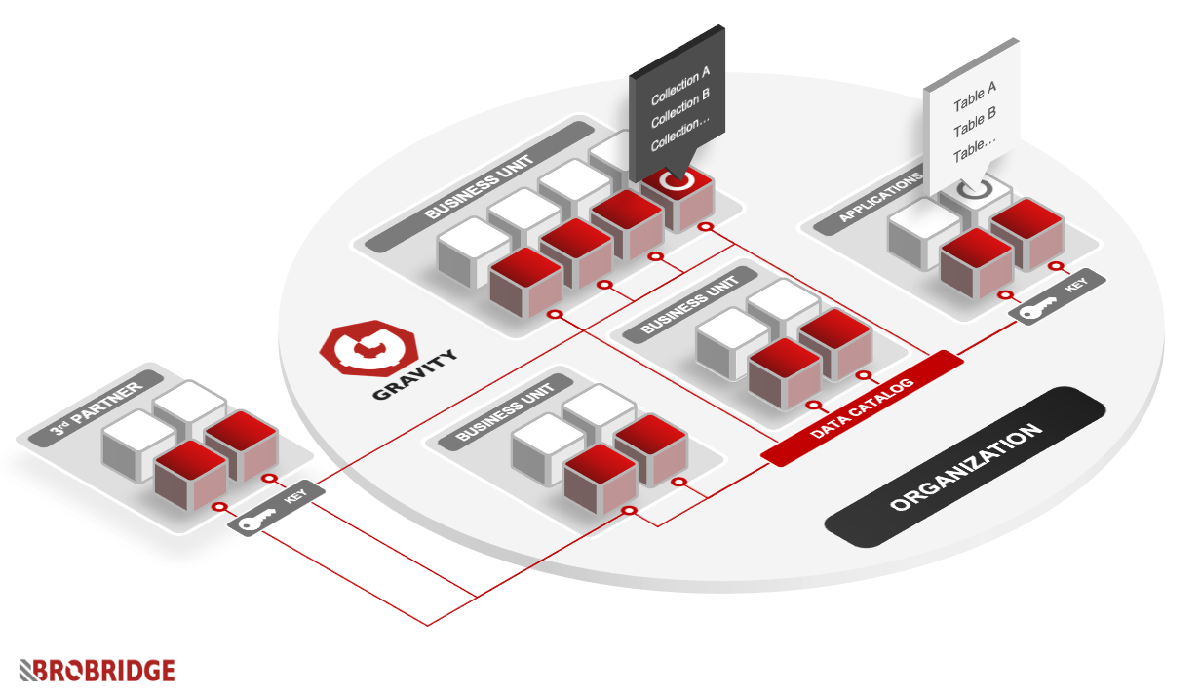 Collection A
Collection B
Collection...
Table A
Table B
Table...
BUSINESS UNIT
APPLICATIONS
BUSINESS UNIT
KEY
GRAVITY
3rd PARTNER
BUSINESS UNIT
DATA CATALOG
ORGANIZATION
KEY
BROBRIDGE